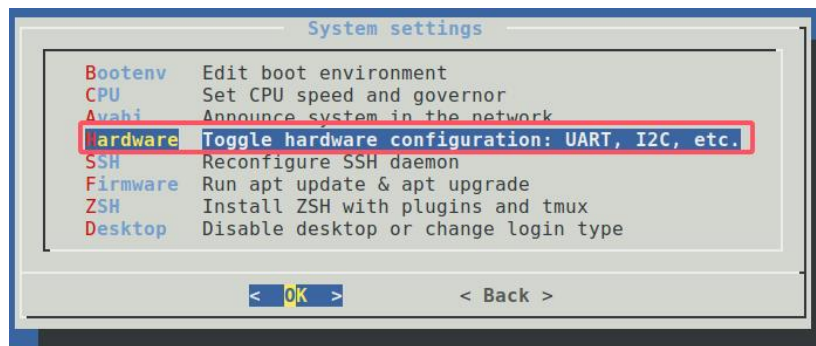 System settings
Bootenv Edit boot environment
CPU Set CPU speed and governor
Avahi Announce system in the network
Hardware Toggle hardware configuration: UART, I2C, etc.
SSH Reconfigure SSH daemon
Firmware Run apt update & apt upgrade
ZSH Install ZSH with plugins and tmux
Desktop Disable desktop or change login type
< OK > < Back >